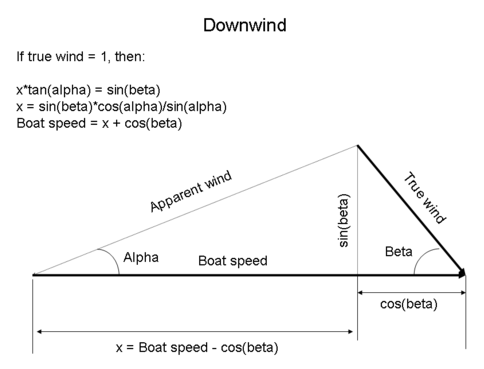 Downwind
If true wind = 1, then:
x*tan(alpha) = sin(beta)
x = sin(beta)*cos(alpha)/sin(alpha)
Boat speed = x + cos(beta)
Apparent wind
True wind
sin(beta)
Alpha
Boat speed
Beta
cos(beta)
x = Boat speed - cos(beta)